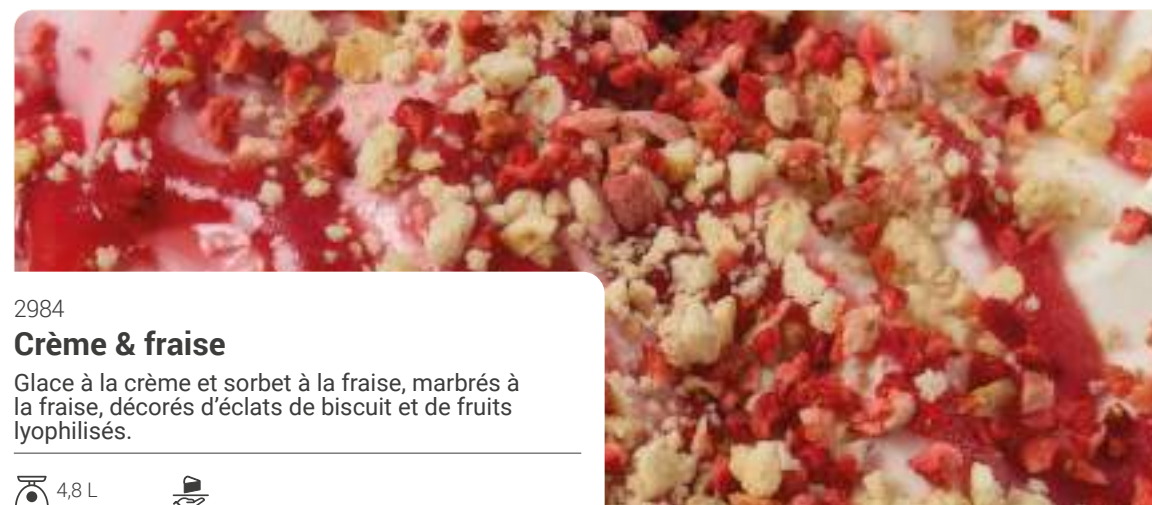 2984
Crème & fraise
Glace à la crème et sorbet à la fraise, marbrés à
la fraise, décorés d’éclats de biscuit et de fruits
lyophilisés.
4,8 L